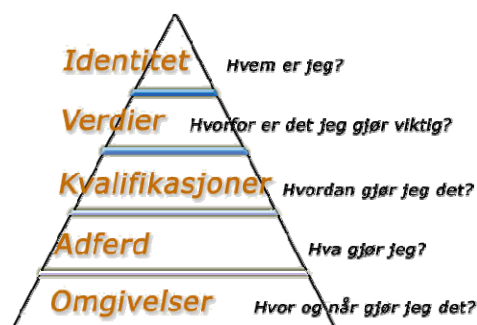 Identitet Hvem er jeg?
Verdier Hvorfor er det jeg gjør viktig?
Kvalifikasjoner Hvordan gjør jeg det?
Adferd Hva gjør jeg?
Omgivelser Hvor og når gjør jeg det?